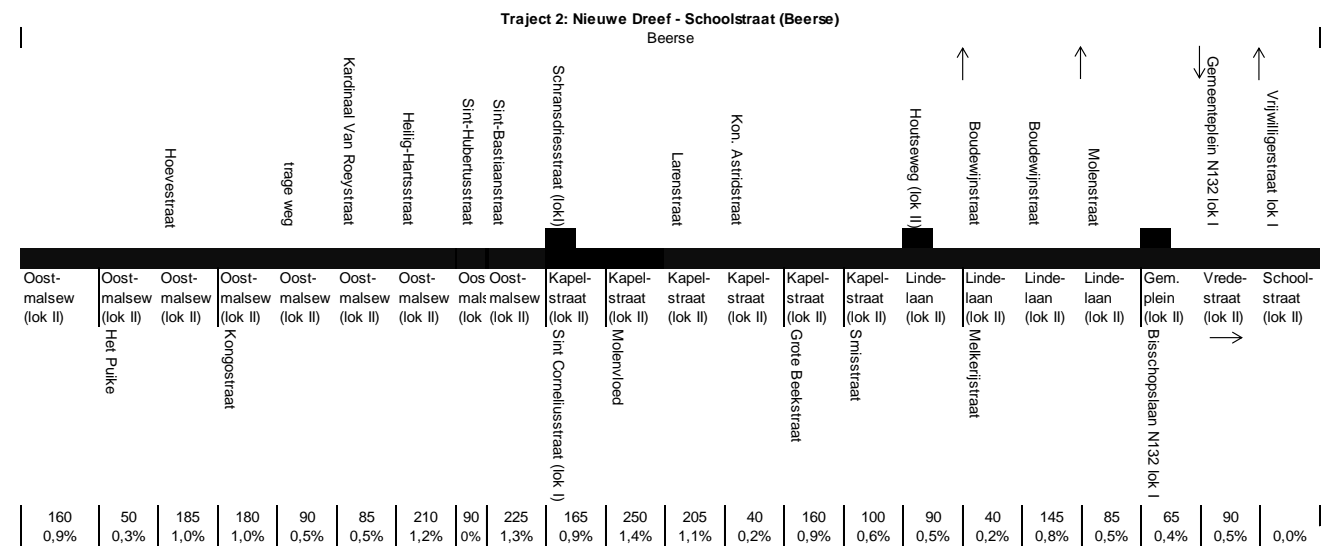 Traject 2: Nieuwe Dreef - Schoolstraat (Beerse)
Beerse
Hoevestraat
trage weg
Kardinaal Van Roeystraat
Heilig-Hartsstraat
Sint-Hubertusstraat
Sint-Bastiaanstraat
Schransdriesstraat (lokI)
Larenstraat
Kon. Astridstraat
Houtseweg (lok II)
Boudewijnstraat
Boudewijnstraat
Molenstraat
Gemeenteplein N132 lok I
Vrijwilligerstraat lok I
Oost- Oost- Oost- Oost- Oost- Oost- Oost- Oos Oost- Kapel- Kapel- Kapel- Kapel- Kapel- Kapel- Linde- Linde- Linde- Linde- Gem. Vrede- School-
malsew malsew malsew malsew malsew malsew malsew mals malsew straat straat straat straat straat straat laan laan laan laan plein straat straat
(lok II) (lok II) (lok II) (lok II) (lok II) (lok II) (lok II) (lok (lok II) (lok II) (lok II) (lok II) (lok II) (lok II) (lok II) (lok II) (lok II) (lok II) (lok II) (lok II) (lok II) (lok II)
Het Puike
Kongostraat
Sint Corneliusstraat (lok I)
Molenvloed
Grote Beekstraat
Smisstraat
Melkerijstraat
Bisschopslaan N132 lok I
160 50 185 180 90 85 210 90 225 165 250 205 40 160 100 90 40 145 85 65 90
0,9% 0,3% 1,0% 1,0% 0,5% 0,5% 1,2% 0% 1,3% 0,9% 1,4% 1,1% 0,2% 0,9% 0,6% 0,5% 0,2% 0,8% 0,5% 0,4% 0,5% 0,0%